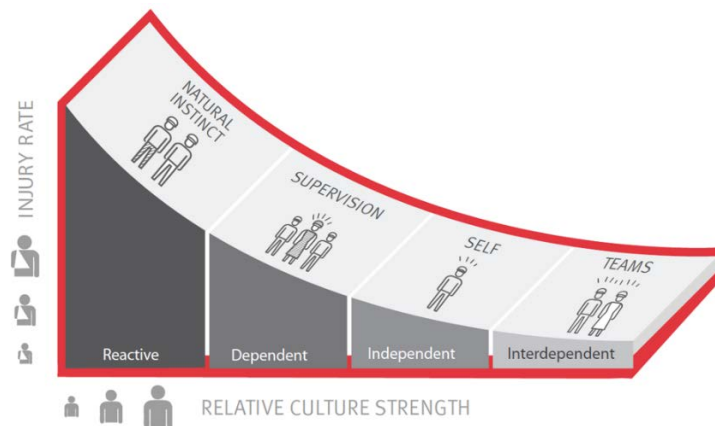 NATURAL
INSTINCT
SUPERVISION
SELF
TEAMS
INJURY RATE
Reactive
Dependent
Independent
Interdependent
RELATIVE CULTURE STRENGTH